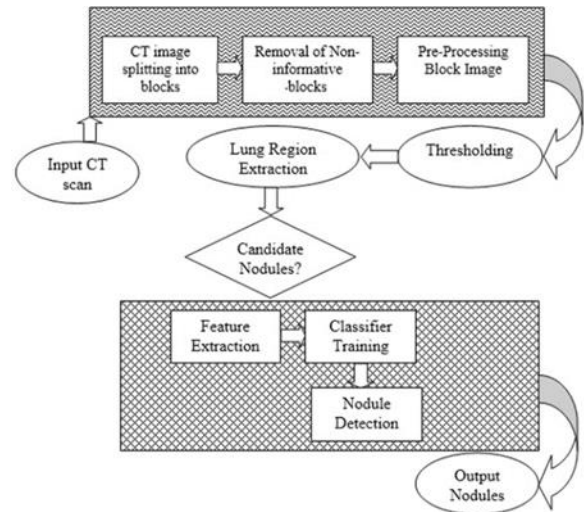 CT image
splitting into
blocks
Removal of Non-
informative
blocks
Pre-Processing
Block Image
Input CT
scan
Lung Region
Extraction
Thresholding
Candidate
Nodules?
Feature
Extraction
Classifier
Training
Nodule
Detection
Output
Nodules